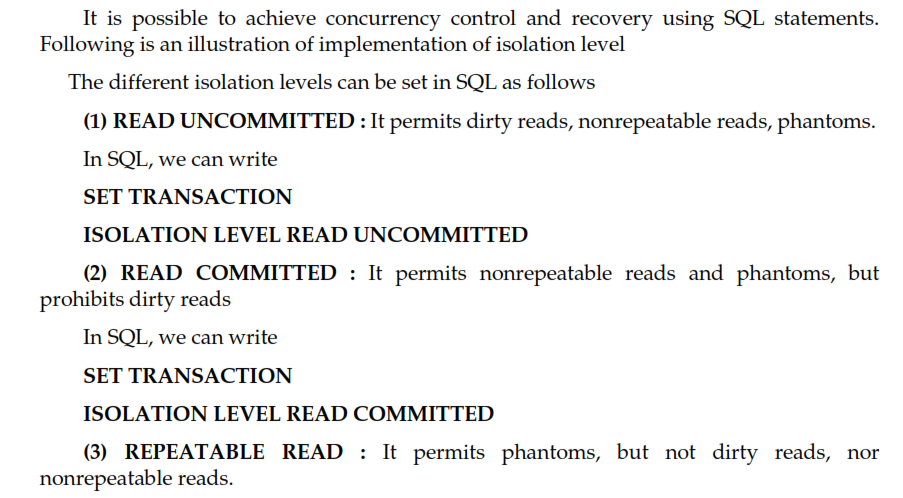 It is possible to achieve concurrency control and recovery using SQL statements.
Following is an illustration of implementation of isolation level
The different isolation levels can be set in SQL as follows
(1) READ UNCOMMITTED : It permits dirty reads, nonrepeatable reads, phantoms.
In SQL, we can write
SET TRANSACTION
ISOLATION LEVEL READ UNCOMMITTED
(2) READ COMMITTED : It permits nonrepeatable reads and phantoms, but
prohibits dirty reads
In SQL, we can write
SET TRANSACTION
ISOLATION LEVEL READ COMMITTED
(3) REPEATABLE READ : It permits phantoms, but not dirty reads, nor
nonrepeatable reads.